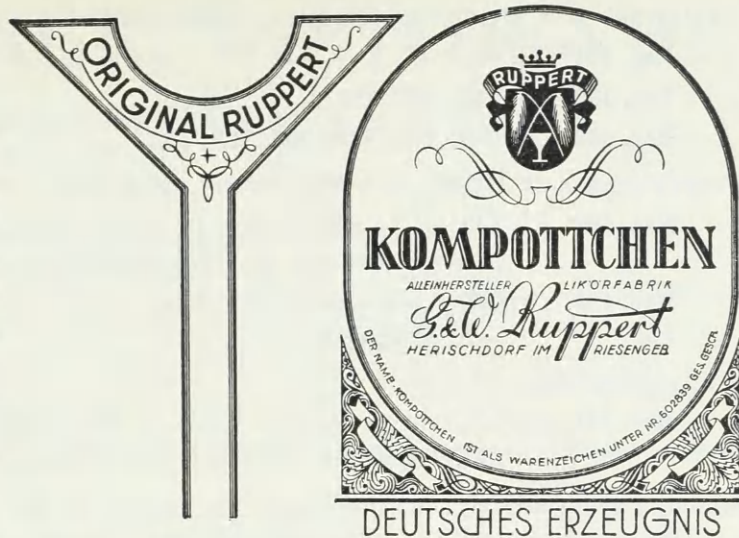 ORIGINAL RUPPERT
RUPPERT
KOMPOTTCHEN
ALLEINHERSTELLER LIKÖRFABRIK
G.&W. Ruppert
HERISCHDORF IM RIESENGEB.
DER NAME „KOMPOTTCHEN“ IST ALS WARENZEICHEN UNTER NR. 502839 GES. GESCH.
DEUTSCHES ERZEUGNIS